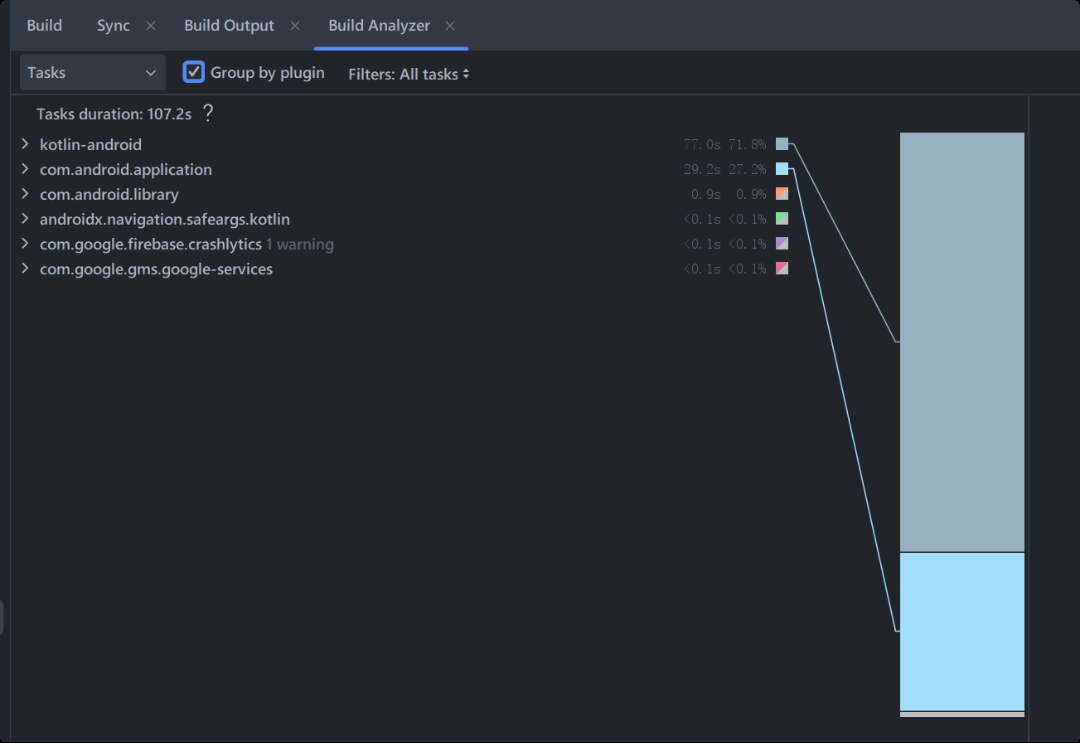 Build Sync Build Output Build Analyzer
Tasks Group by plugin Filters: All tasks
Tasks duration: 107.2s ?
kotlin-android 77.0s 71.8%
com.android.application 29.2s 27.2%
com.android.library 0.9s 0.9%
androidx.navigation.safeargs.kotlin <0.1s <0.1%
com.google.firebase.crashlytics 1 warning <0.1s <0.1%
com.google.gms.google-services <0.1s <0.1%